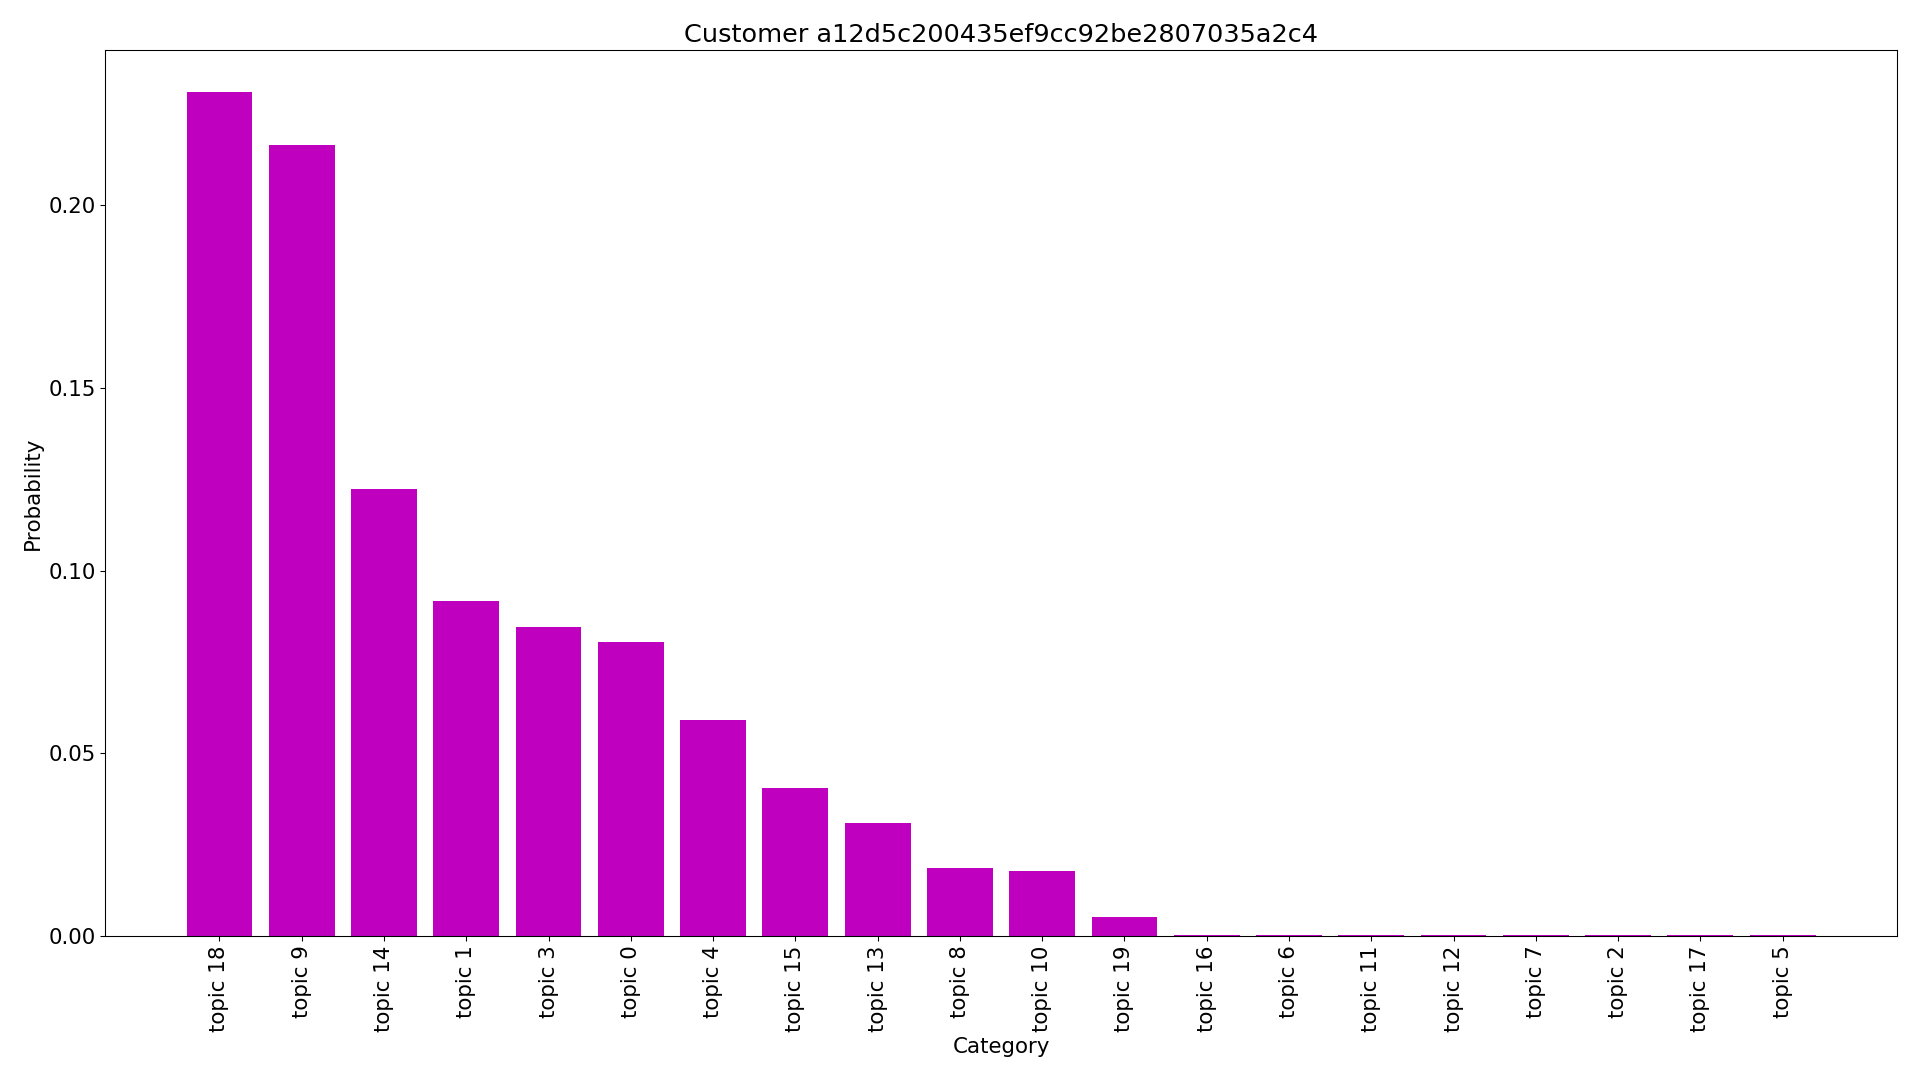 Customer a12d5c200435ef9cc92be2807035a2c4
Probability
0.20
0.15
0.10
0.05
0.00
topic 18
topic 9
topic 14
topic 1
topic 3
topic 0
topic 4
topic 15
topic 13
topic 8
topic 10
topic 19
topic 16
topic 6
topic 11
topic 12
topic 7
topic 2
topic 17
topic 5
Category